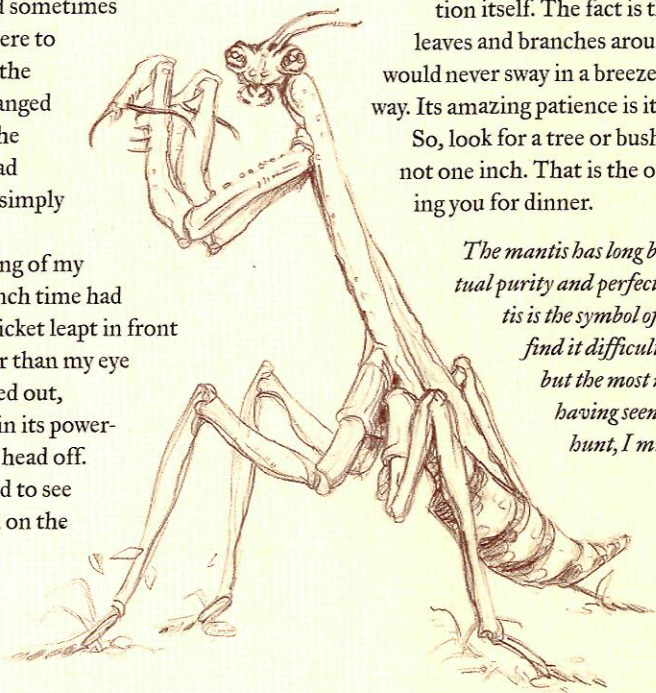 d sometimes
ere to
the
anged
he
ad
simply
ng of my
nch time had
icket leapt in front
r than my eye
ed out,
in its power-
head off.
d to see
on the
tion itself. The fact is t
leaves and branches arou
would never sway in a breeze
way. Its amazing patience is it
So, look for a tree or bush
not one inch. That is the o
ing you for dinner.
The mantis has long b
tual purity and perfect
tis is the symbol of
find it difficult
but the most r
having seen
hunt, I m